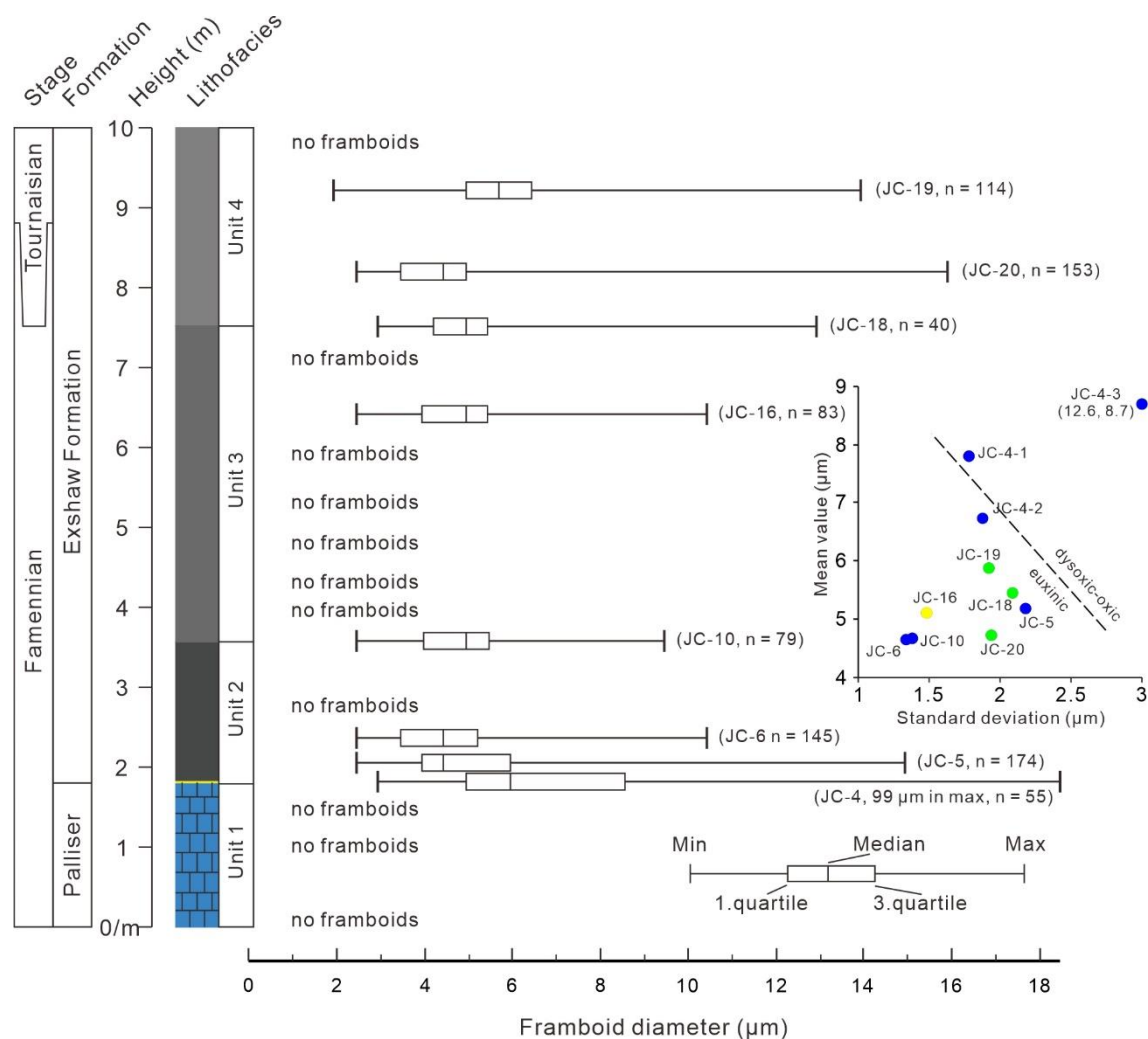 Stage
Formation
Height (m)
Lithofacies
Tournaisian
Famennian
Exshaw Formation
Palliser
10
9
8
7
6
5
4
3
2
1
0/m
Unit 4
Unit 3
Unit 2
Unit 1
no framboids
(JC-19, n = 114)
(JC-20, n = 153)
(JC-18, n = 40)
no framboids
(JC-16, n = 83)
no framboids
no framboids
no framboids
no framboids
no framboids
(JC-10, n = 79)
no framboids
(JC-6 n = 145)
(JC-5, n = 174)
(JC-4, 99 µm in max, n = 55)
no framboids
no framboids
no framboids
Min
Median
Max
1.quartile
3.quartile
0 2 4 6 8 10 12 14 16 18
Framboid diameter (µm)
Mean value (µm)
9
8
7
6
5
4
JC-4-3
(12.6, 8.7)
JC-4-1
JC-4-2
JC-19
JC-16
JC-18
JC-5
JC-10
JC-6
JC-20
euxinic
dysoxic-oxic
1 1.5 2 2.5 3
Standard deviation (µm)